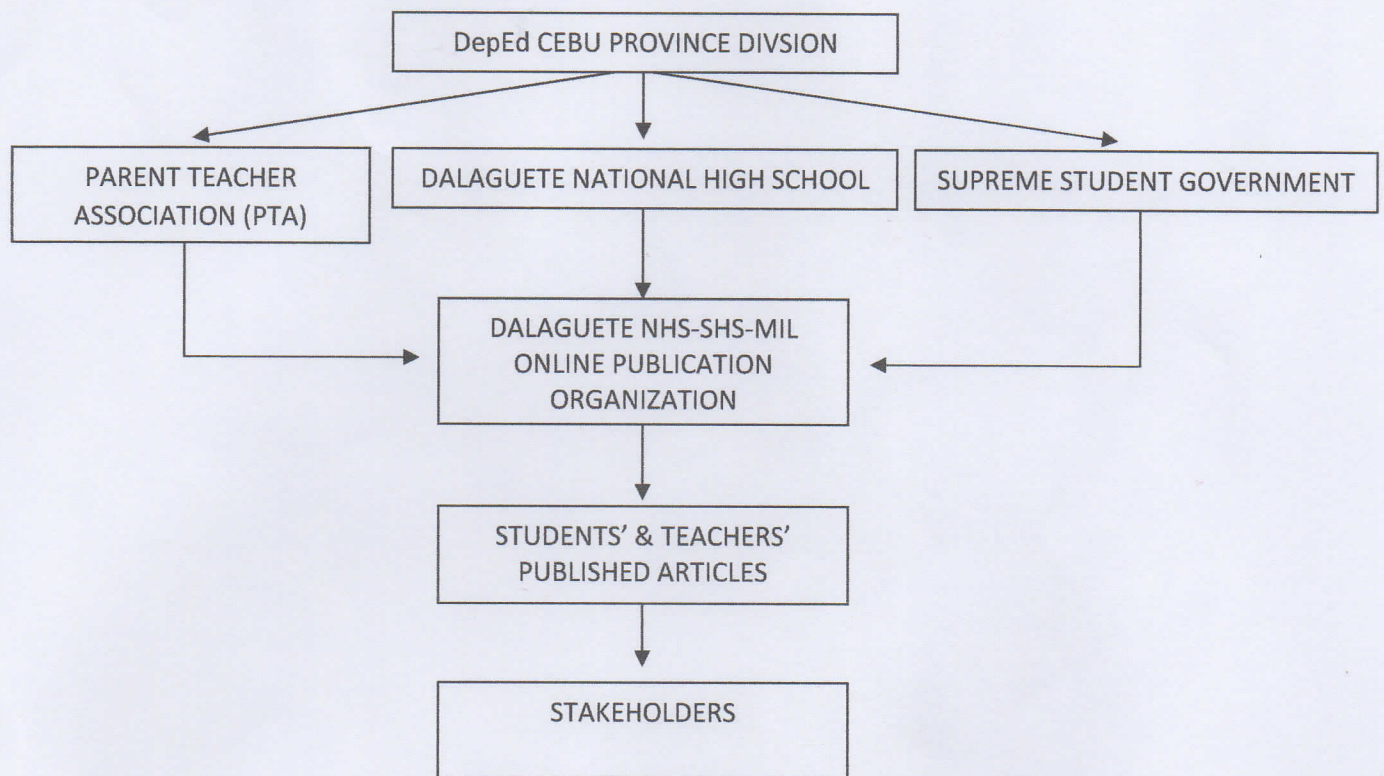 DepEd CEBU PROVINCE DIVSION
PARENT TEACHER
ASSOCIATION (PTA)
DALAGUETE NATIONAL HIGH SCHOOL
SUPREME STUDENT GOVERNMENT
DALAGUETE NHS-SHS-MIL
ONLINE PUBLICATION
ORGANIZATION
STUDENTS’ & TEACHERS’
PUBLISHED ARTICLES
STAKEHOLDERS